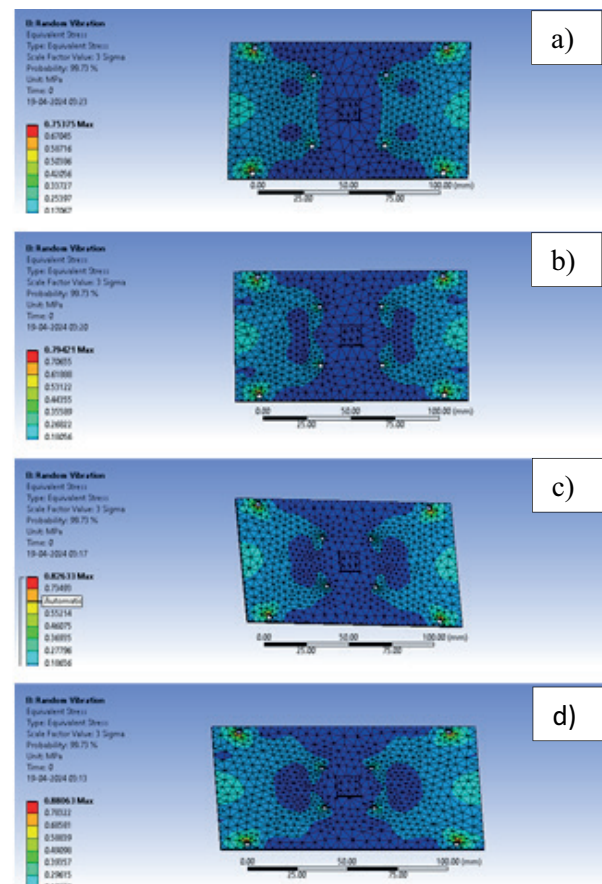 a)
B: Random Vibration
Equivalent Stress
Type: Equivalent Stress
Scale Factor Value: 3 Sigma
Probability: 99.73 %
Unit: MPa
Time: 0
19-04-2024 05:23
0.75375 Max
0.67045
0.58716
0.50386
0.42056
0.33727
0.25397
0.17067
0.00 50.00 100.00 (mm)
25.00 75.00
b)
B: Random Vibration
Equivalent Stress
Type: Equivalent Stress
Scale Factor Value: 3 Sigma
Probability: 99.73 %
Unit: MPa
Time: 0
19-04-2024 05:20
0.79421 Max
0.70655
0.61888
0.53122
0.44355
0.35589
0.26822
0.18056
0.00 50.00 100.00 (mm)
25.00 75.00
c)
B: Random Vibration
Equivalent Stress
Type: Equivalent Stress
Scale Factor Value: 3 Sigma
Probability: 99.73 %
Unit: MPa
Time: 0
19-04-2024 05:17
0.82633 Max
0.73493
Automatic
0.55214
0.46075
0.36935
0.27796
0.18656
0.00 50.00 100.00 (mm)
25.00 75.00
d)
B: Random Vibration
Equivalent Stress
Type: Equivalent Stress
Scale Factor Value: 3 Sigma
Probability: 99.73 %
Unit: MPa
Time: 0
19-04-2024 05:13
0.88063 Max
0.78322
0.68581
0.58839
0.49098
0.39357
0.29615
0.00 50.00 100.00 (mm)
25.00 75.00